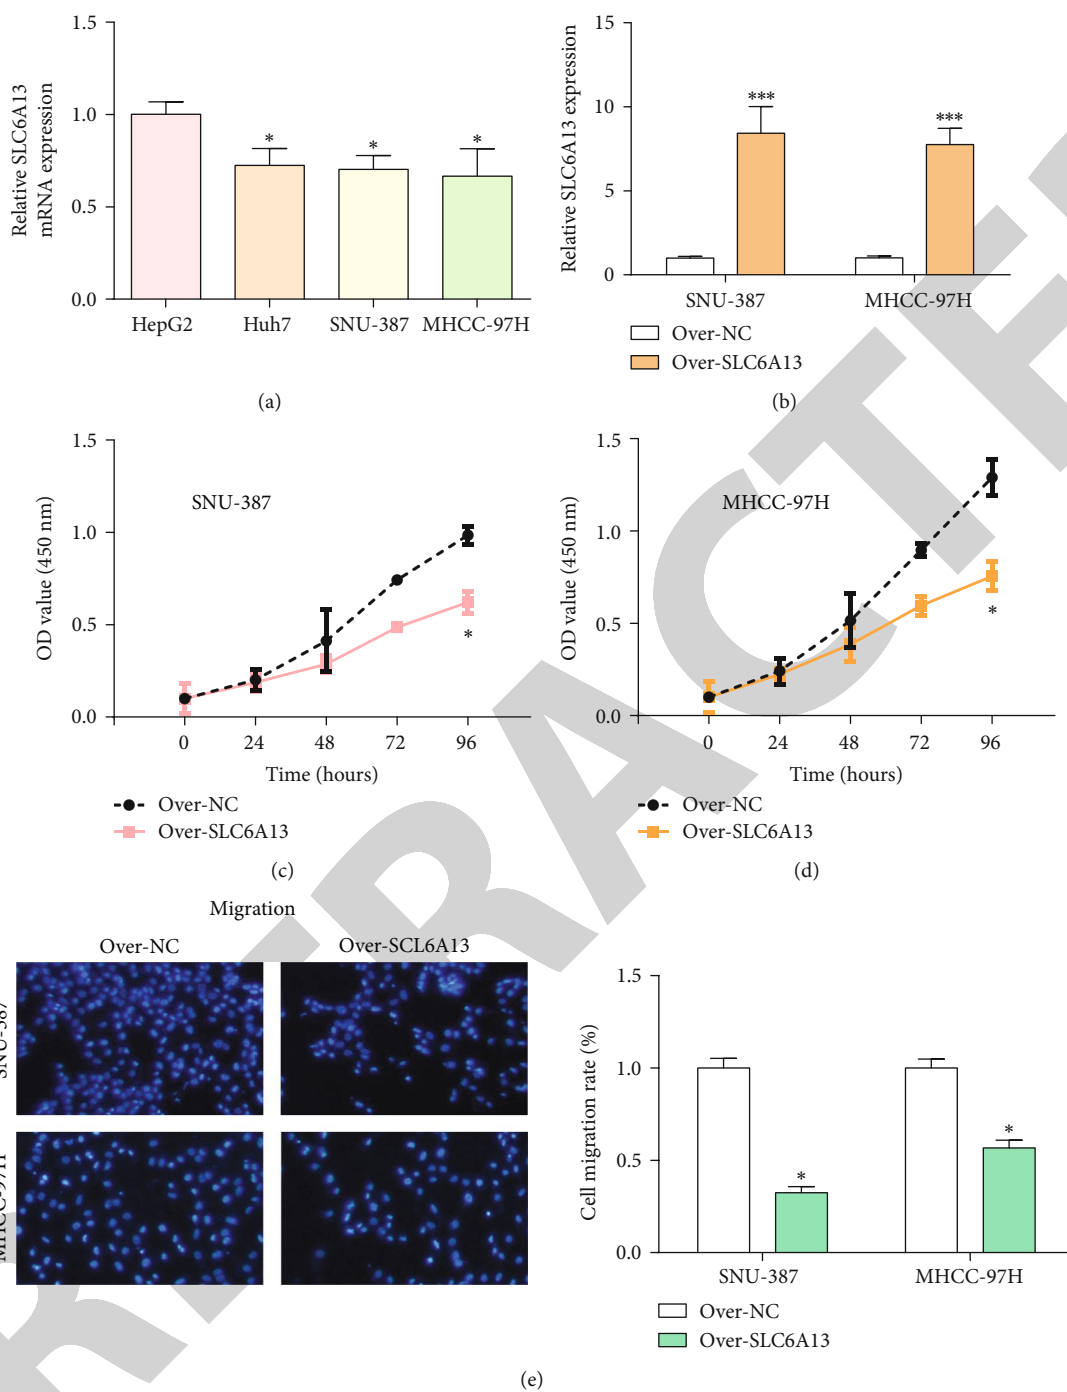 Relative SLC6A13
mRNA expression
1.5
1.0
0.5
0.0
*
*
*
HepG2
Huh7
SNU-387
MHCC-97H
(a)
Relative SLC6A13 expression
15
10
5
0
***
***
SNU-387
MHCC-97H
Over-NC
Over-SLC6A13
(b)
OD value (450 nm)
1.5
1.0
0.5
0.0
SNU-387
*
0
24
48
72
96
Time (hours)
Over-NC
Over-SLC6A13
(c)
OD value (450 nm)
1.5
1.0
0.5
0.0
MHCC-97H
*
0
24
48
72
96
Time (hours)
Over-NC
Over-SLC6A13
(d)
Migration
Over-NC
Over-SCL6A13
SNU-387
MHCC-97H
Cell migration rate (%)
1.5
1.0
0.5
0.0
*
*
SNU-387
MHCC-97H
Over-NC
Over-SLC6A13
(e)